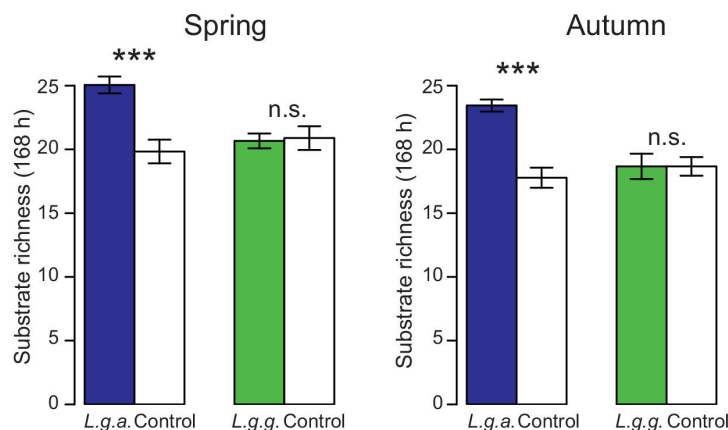 Spring
Substrate richness (168 h)
25
20
15
10
5
0
***
n.s.
L.g.a. Control
L.g.g. Control
Autumn
Substrate richness (168 h)
25
20
15
10
5
0
***
n.s.
L.g.a. Control
L.g.g. Control